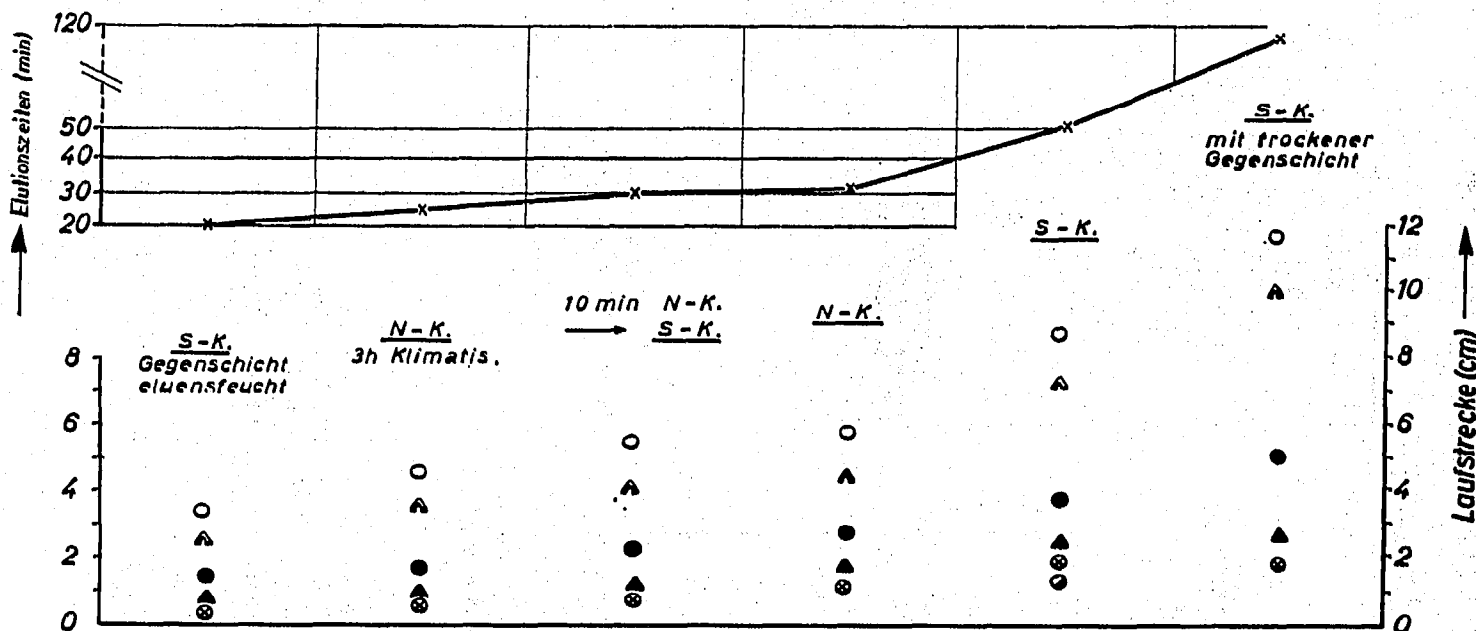 Elutionszeiten (min)
120
50
40
30
20
S-K.
mit trockener
Gegenschicht
S-K.
10 min N-K.
S-K.
N-K.
N-K.
3h Klimatis.
S-K.
Gegenschicht
eluensfeucht
8
6
4
2
0
12
10
8
6
4
2
0
Laufstrecke (cm)